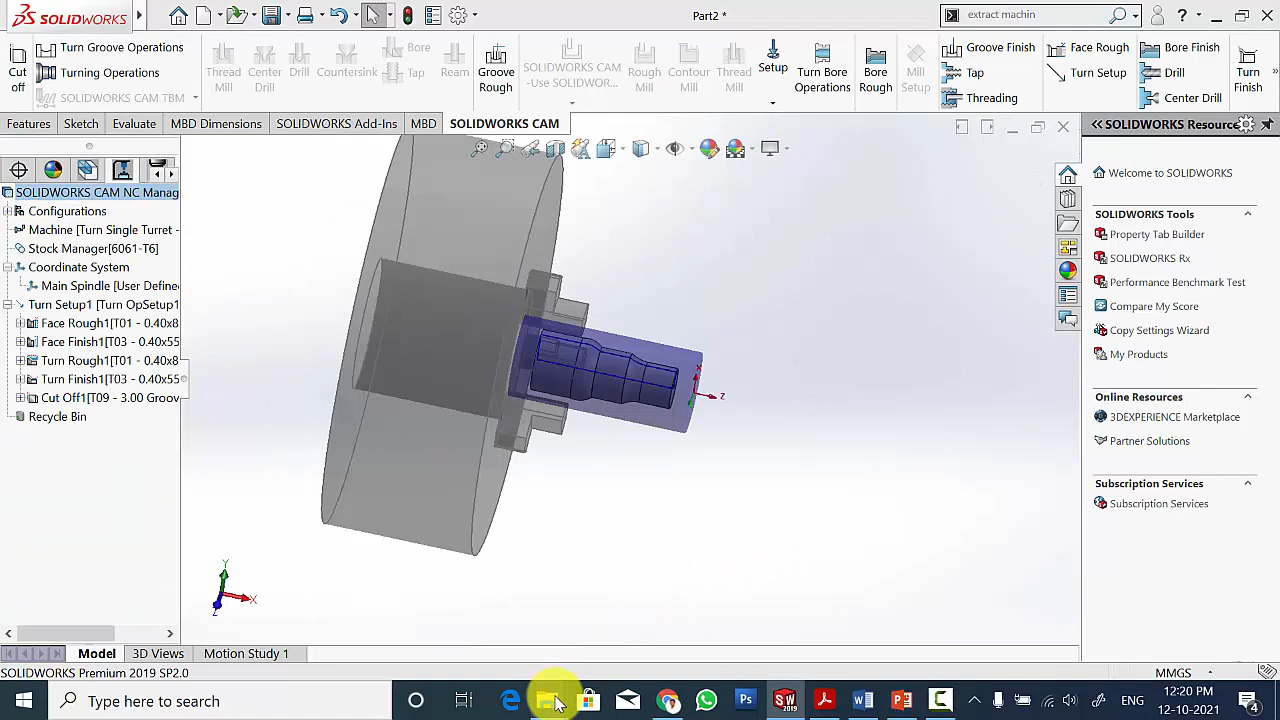 SOLIDWORKS
Part2 *
extract machin
?
Cut off
Turn Groove Operations
Turning Operations
SOLIDWORKS CAM TBM
Thread Mill
Center Drill
Drill
Countersink
Bore
Tap
Ream
Groove Rough
SOLIDWORKS CAM -Use SOLIDWOR...
Rough Mill
Contour Mill
Thread Mill
Setup
Turn Bore Operations
Bore Rough
Mill Setup
Groove Finish
Tap
Threading
Face Rough
Turn Setup
Bore Finish
Drill
Center Drill
Turn Finish
Features
Sketch
Evaluate
MBD Dimensions
SOLIDWORKS Add-Ins
MBD
SOLIDWORKS CAM
SOLIDWORKS CAM NC Manag
Configurations
Machine [Turn Single Turret -
Stock Manager[6061-T6]
Coordinate System
Main Spindle [User Define
Turn Setup1 [Turn OpSetup1
Face Rough1[T01 - 0.40x8
Face Finish1[T03 - 0.40x55
Turn Rough1[T01 - 0.40x8
Turn Finish1[T03 - 0.40x55
Cut Off1[T09 - 3.00 Groov
Recycle Bin
X
Z
Y
X
Z
SOLIDWORKS Resource
Welcome to SOLIDWORKS
SOLIDWORKS Tools
Property Tab Builder
SOLIDWORKS Rx
Performance Benchmark Test
Compare My Score
Copy Settings Wizard
My Products
Online Resources
3DEXPERIENCE Marketplace
Partner Solutions
Subscription Services
Subscription Services
Model
3D Views
Motion Study 1
SOLIDWORKS Premium 2019 SP2.0
MMGS
Type here to search
Ps
SW
2019
W
P
C
ENG
12:20 PM
12-10-2021
4